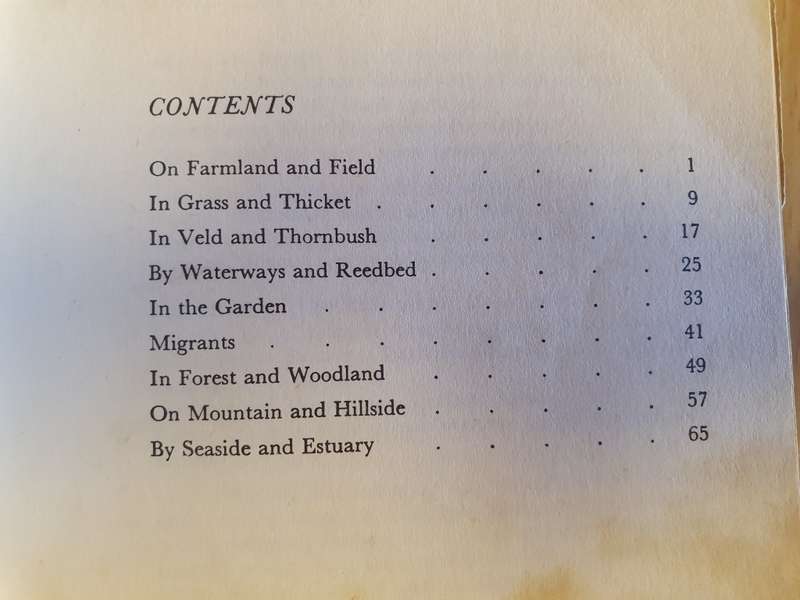 CONTENTS
On Farmland and Field . . . . . 1
In Grass and Thicket . . . . . . 9
In Veld and Thornbush . . . . . 17
By Waterways and Reedbed . . . . . 25
In the Garden . . . . . . . 33
Migrants . . . . . . . . 41
In Forest and Woodland . . . . . 49
On Mountain and Hillside . . . . . 57
By Seaside and Estuary . . . . . 65